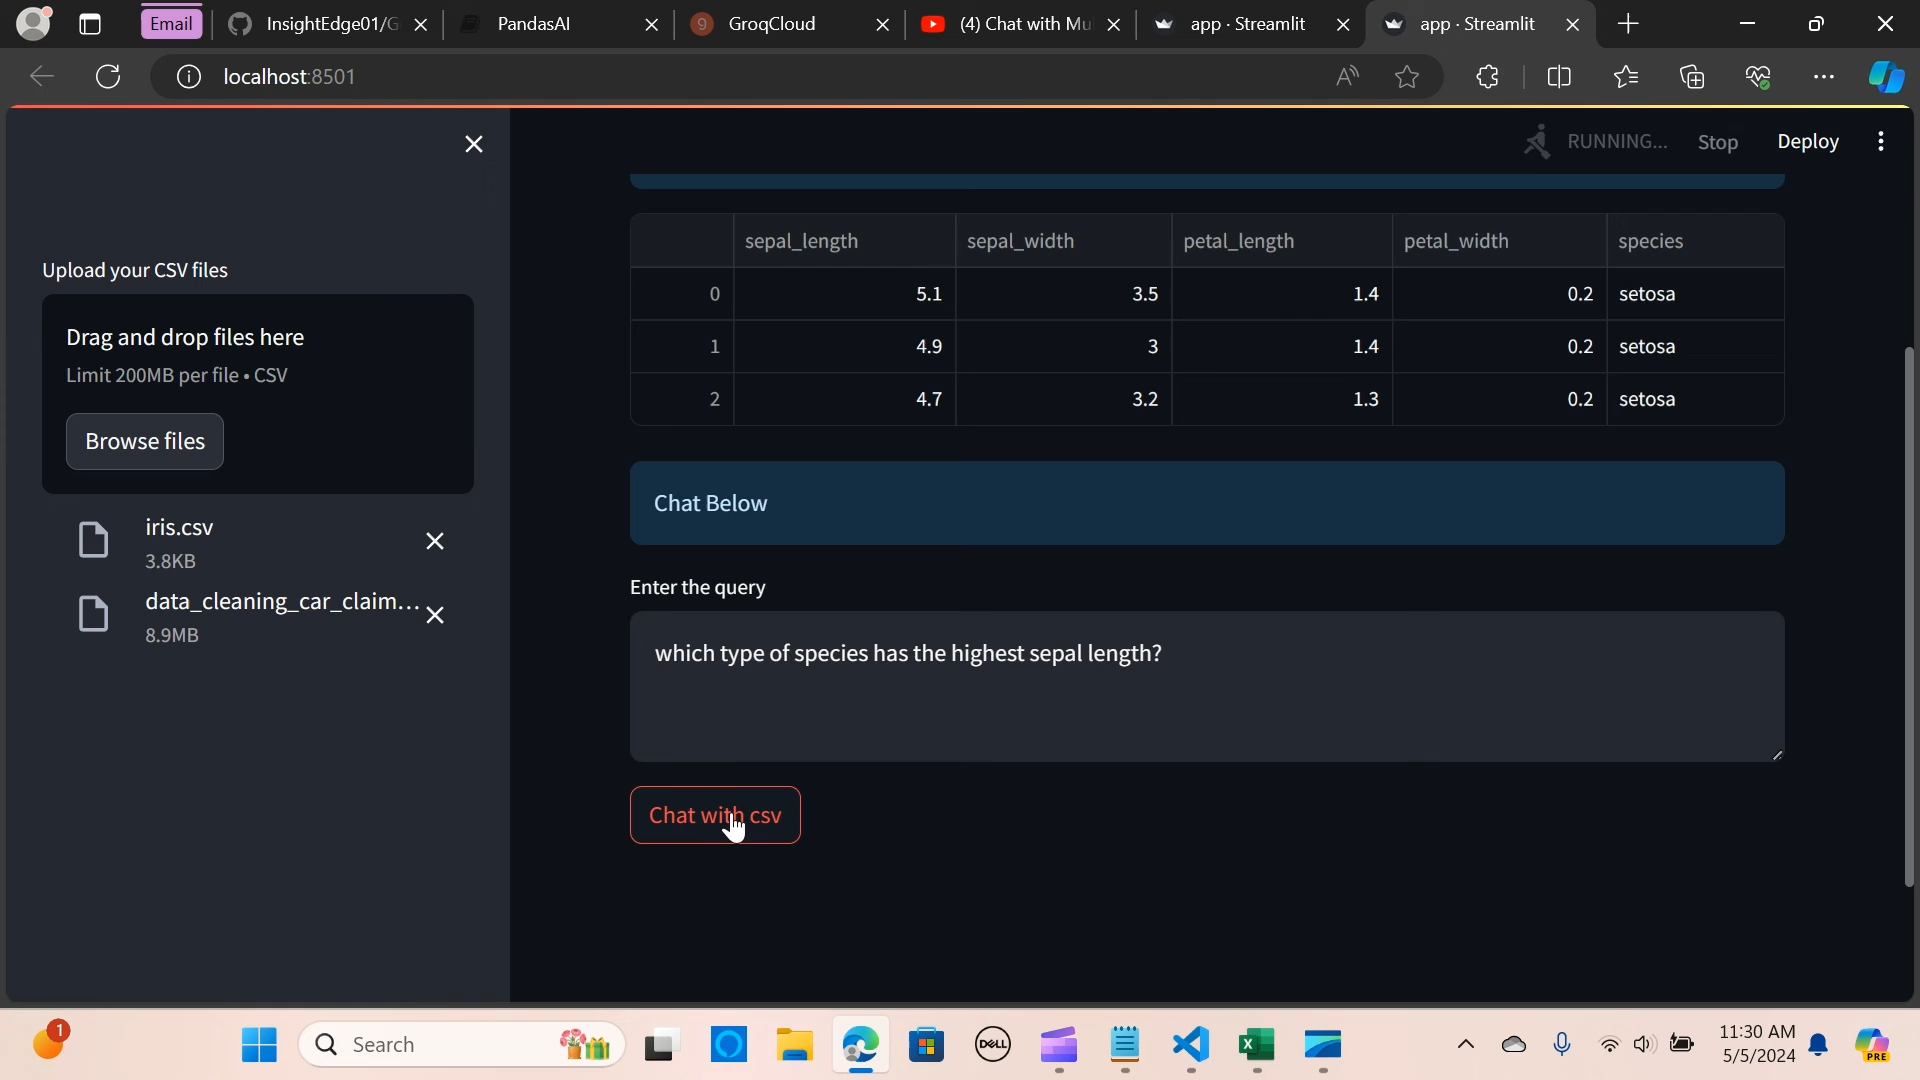 Email
InsightEdge01/G
PandasAI
GroqCloud
(4) Chat with Mu
app · Streamlit
app · Streamlit
localhost:8501
RUNNING...
Stop
Deploy
Upload your CSV files
Drag and drop files here
Limit 200MB per file • CSV
Browse files
iris.csv
3.8KB
data_cleaning_car_claim...
8.9MB
sepal_length sepal_width petal_length petal_width species
0 5.1 3.5 1.4 0.2 setosa
1 4.9 3 1.4 0.2 setosa
2 4.7 3.2 1.3 0.2 setosa
Chat Below
Enter the query
which type of species has the highest sepal length?
Chat with csv
1
Search
DELL
11:30 AM
5/5/2024
PRE